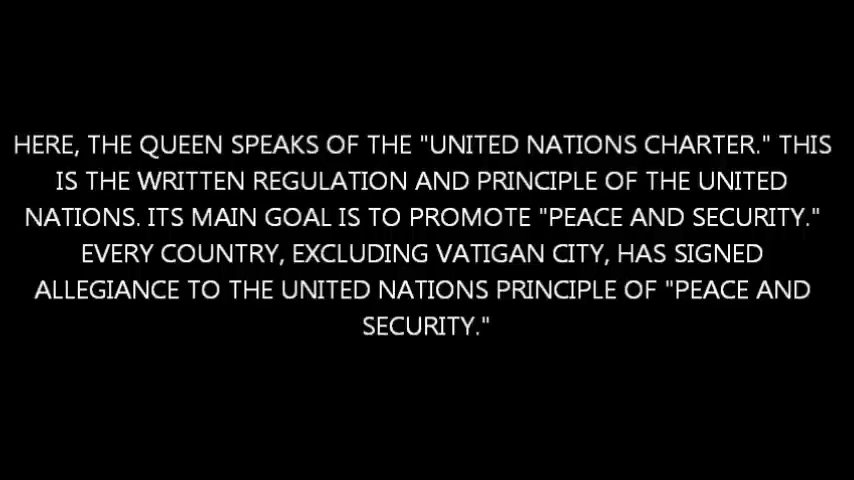 HERE, THE QUEEN SPEAKS OF THE "UNITED NATIONS CHARTER." THIS
IS THE WRITTEN REGULATION AND PRINCIPLE OF THE UNITED
NATIONS. ITS MAIN GOAL IS TO PROMOTE "PEACE AND SECURITY."
EVERY COUNTRY, EXCLUDING VATIGAN CITY, HAS SIGNED
ALLEGIANCE TO THE UNITED NATIONS PRINCIPLE OF "PEACE AND
SECURITY."